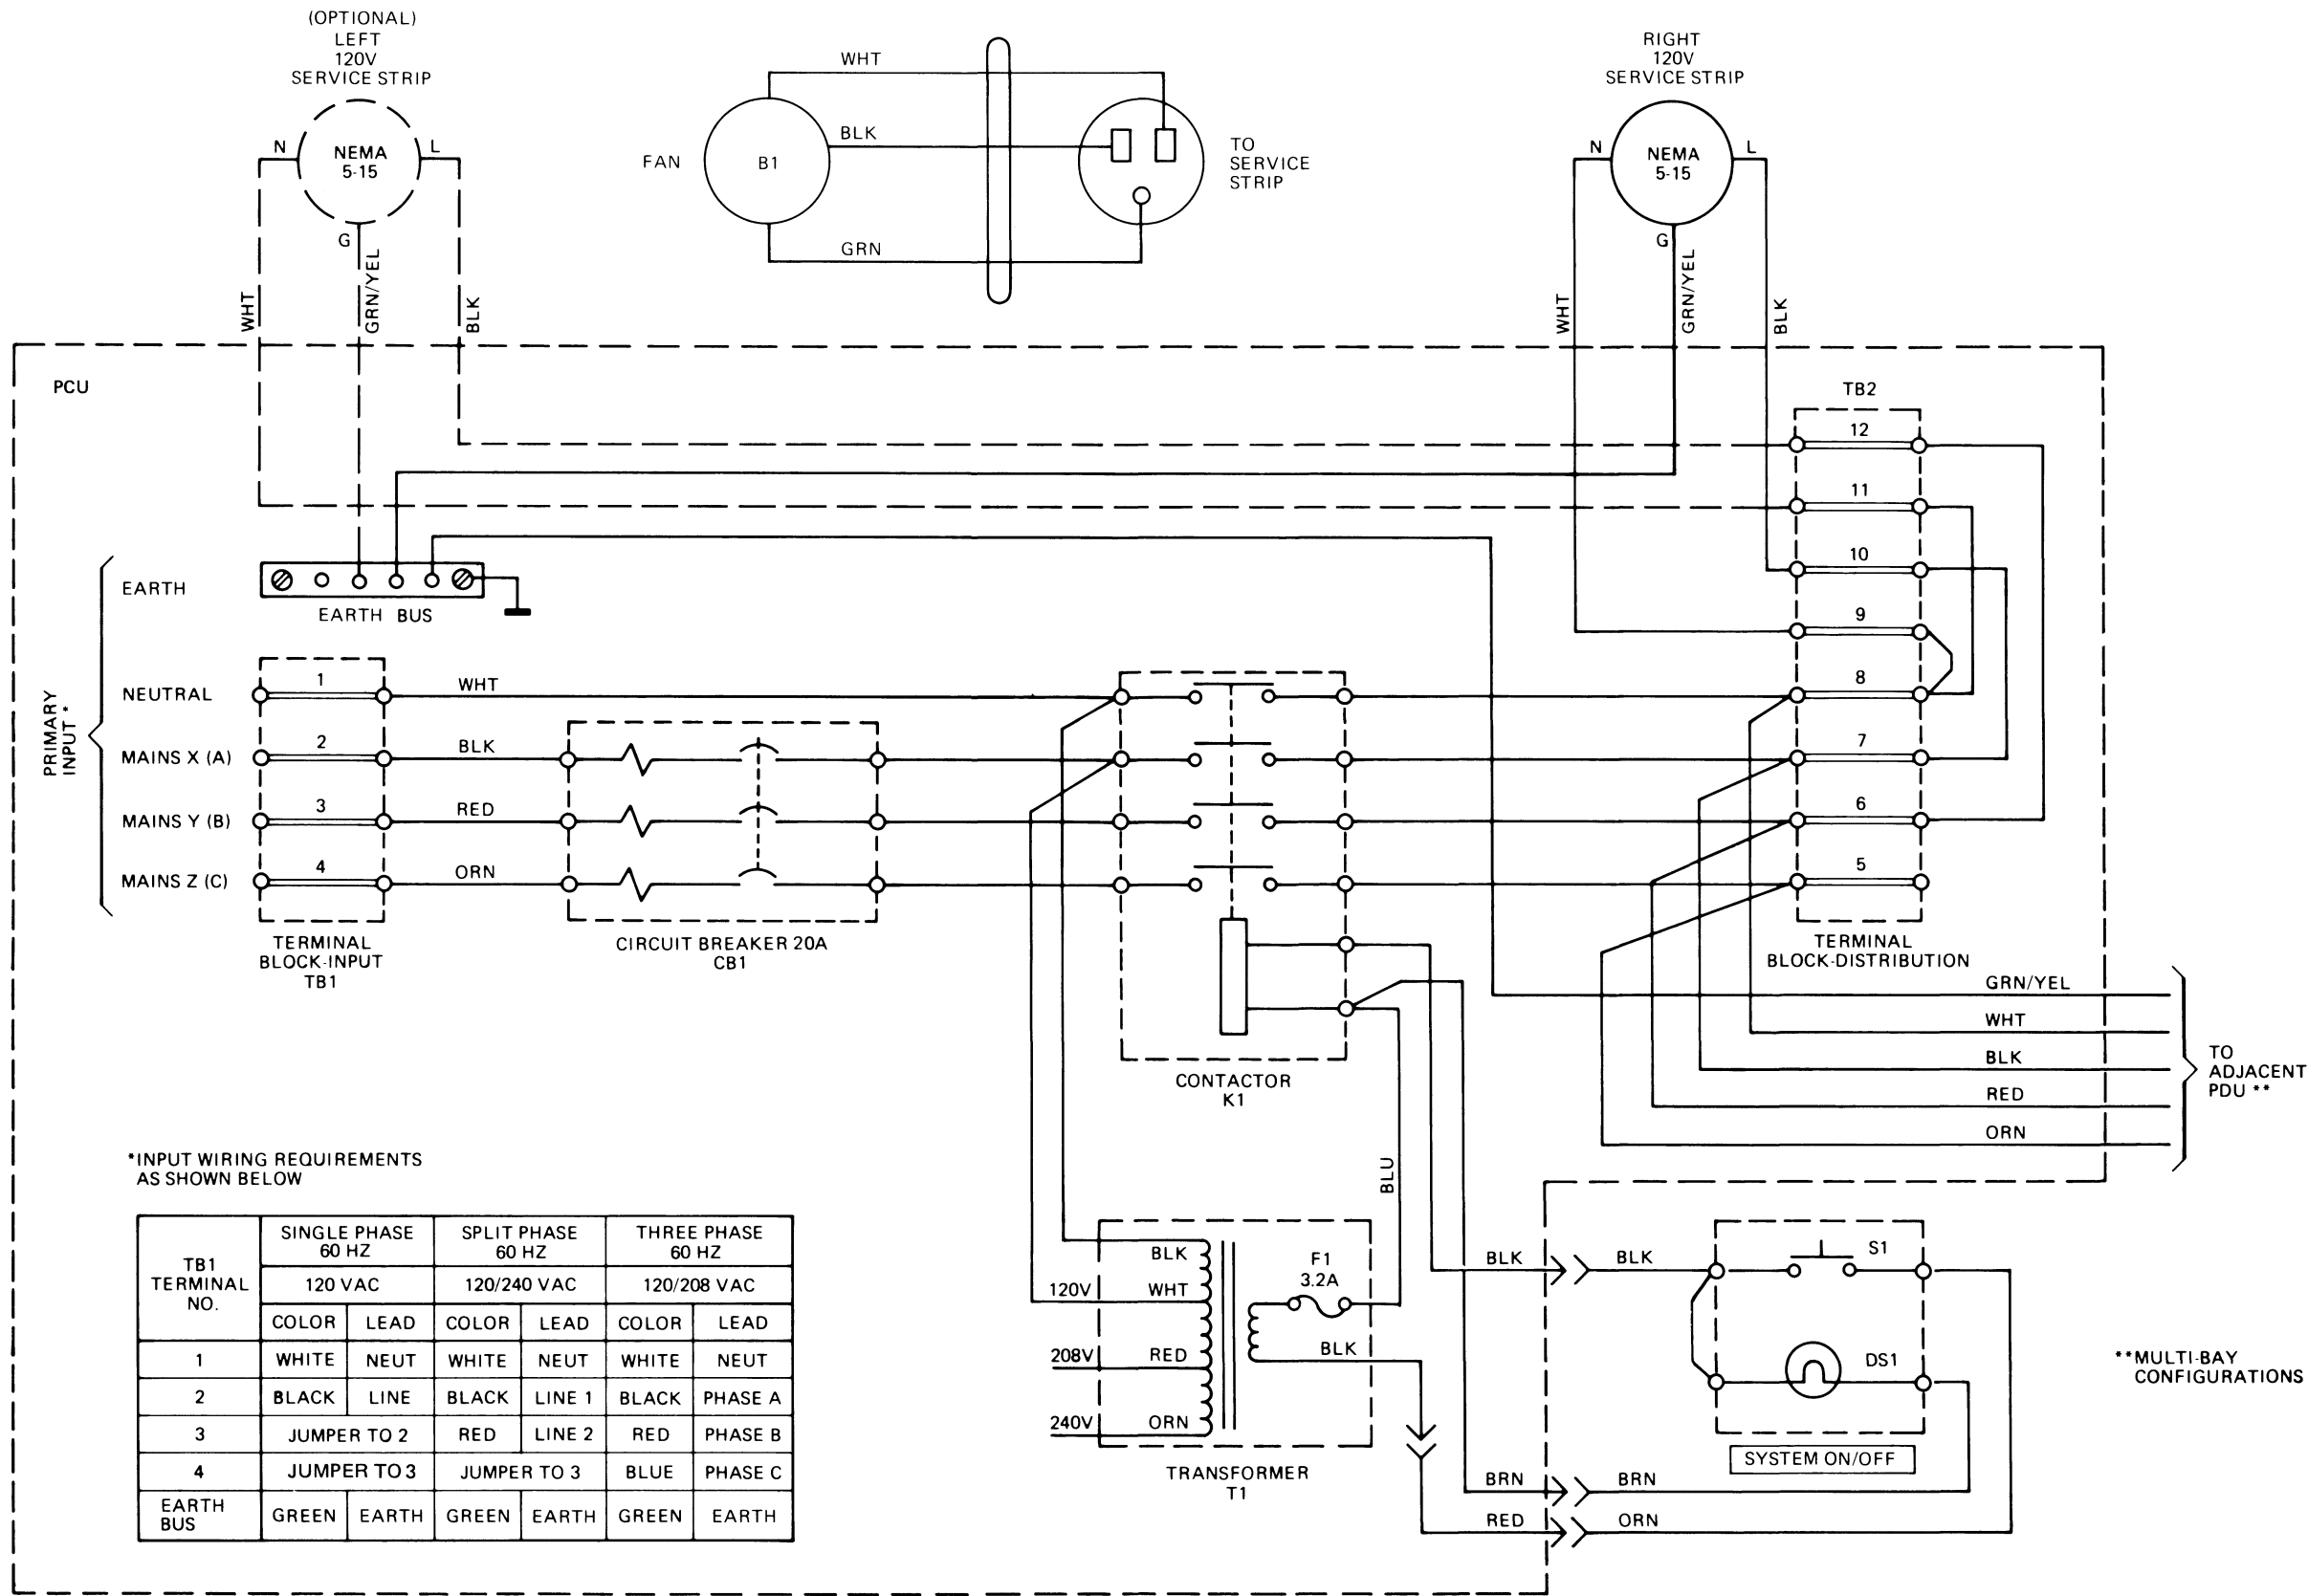 (OPTIONAL)
LEFT
120V
SERVICE STRIP
N
NEMA
5-15
L
G
WHT
GRN/YEL
BLK
FAN
B1
WHT
BLK
GRN
TO
SERVICE
STRIP
RIGHT
120V
SERVICE STRIP
N
NEMA
5-15
L
G
WHT
GRN/YEL
BLK
PCU
TB2
12
11
10
9
8
7
6
5
TERMINAL
BLOCK-DISTRIBUTION
PRIMARY
INPUT *
EARTH
EARTH BUS
NEUTRAL
MAINS X (A)
MAINS Y (B)
MAINS Z (C)
1
2
3
4
TERMINAL
BLOCK-INPUT
TB1
WHT
BLK
RED
ORN
CIRCUIT BREAKER 20A
CB1
CONTACTOR
K1
GRN/YEL
WHT
BLK
RED
ORN
TO
ADJACENT
PDU **
BLU
*INPUT WIRING REQUIREMENTS
AS SHOWN BELOW
TB1
TERMINAL
NO.
SINGLE PHASE
60 HZ
SPLIT PHASE
60 HZ
THREE PHASE
60 HZ
120 VAC
120/240 VAC
120/208 VAC
COLOR LEAD COLOR LEAD COLOR LEAD
1 WHITE NEUT WHITE NEUT WHITE NEUT
2 BLACK LINE BLACK LINE 1 BLACK PHASE A
3 JUMPER TO 2 RED LINE 2 RED PHASE B
4 JUMPER TO 3 JUMPER TO 3 BLUE PHASE C
EARTH
BUS
GREEN EARTH GREEN EARTH GREEN EARTH
BLK
120V WHT
208V RED
240V ORN
F1
3.2A
BLK
TRANSFORMER
T1
BLK BLK
S1
DS1
SYSTEM ON/OFF
BRN BRN
RED ORN
**MULTI-BAY
CONFIGURATIONS